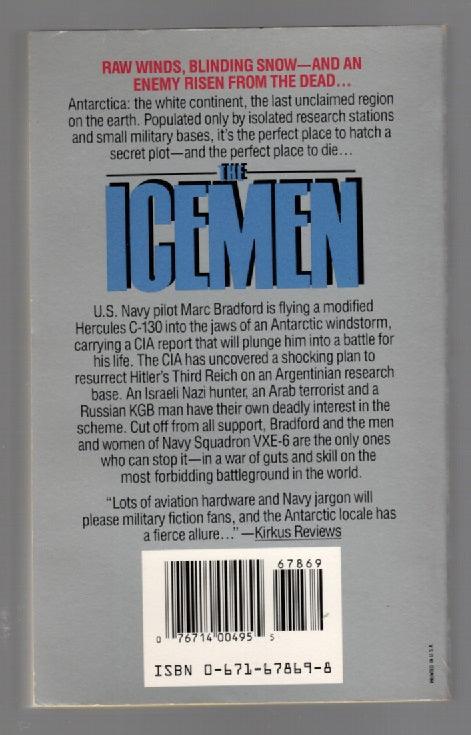 RAW WINDS, BLINDING SNOW—AND AN
ENEMY RISEN FROM THE DEAD...
Antarctica: the white continent, the last unclaimed region
on the earth. Populated only by isolated research stations
and small military bases, it's the perfect place to hatch a
secret plot—and the perfect place to die...
THE
ICEMEN
U.S. Navy pilot Marc Bradford is flying a modified
Hercules C-130 into the jaws of an Antarctic windstorm,
carrying a CIA report that will plunge him into a battle for
his life. The CIA has uncovered a shocking plan to
resurrect Hitler's Third Reich on an Argentinian research
base. An Israeli Nazi hunter, an Arab terrorist and a
Russian KGB man have their own deadly interest in the
scheme. Cut off from all support, Bradford and the men
and women of Navy Squadron VXE-6 are the only ones
who can stop it—in a war of guts and skill on the
most forbidding battleground in the world.
"Lots of aviation hardware and Navy jargon will
please military fiction fans, and the Antarctic locale has
a fierce allure..." —Kirkus Reviews
67869
0 76714 00495 5
ISBN 0-671-67869-8
PRINTED IN U.S.A.